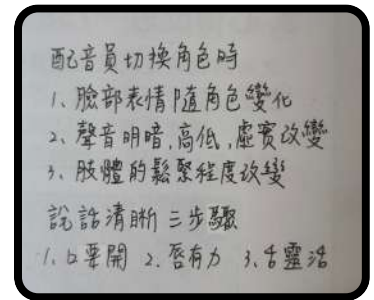 配音員切換角色時
1、臉部表情隨角色變化
2、聲音明暗,高低,虛实改變
3、肢體的鬆緊程度改變
說話清晰三步驟
1、口要開 2、唇有力 3、舌靈活